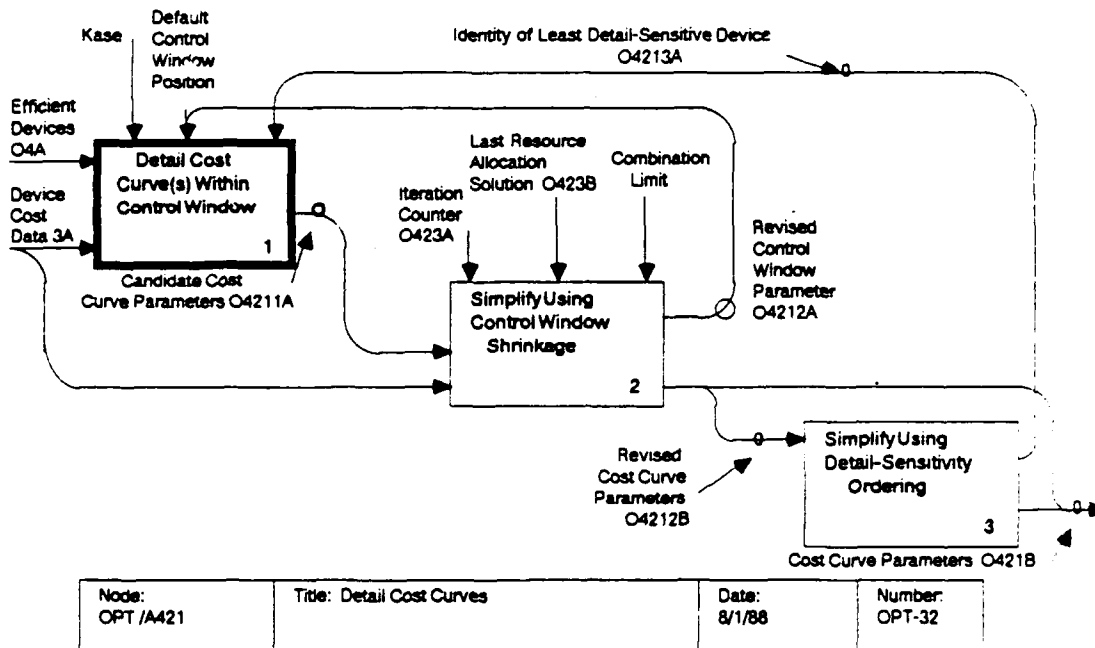 Kase
Default
Control
Window
Position
Identity of Least Detail-Sensitive Device
O4213A
Efficient
Devices
O4A
Device
Cost
Data 3A
Detail Cost
Curve(s) Within
Control Window
1
Candidate Cost
Curve Parameters O4211A
Iteration
Counter
O423A
Last Resource
Allocation
Solution O423B
Combination
Limit
Revised
Control
Window
Parameter
O4212A
Simplify Using
Control Window
Shrinkage
2
Revised
Cost Curve
Parameters
O4212B
Simplify Using
Detail-Sensitivity
Ordering
3
Cost Curve Parameters O421B
Node:
OPT /A421
Title: Detail Cost Curves
Date:
8/1/88
Number:
OPT-32